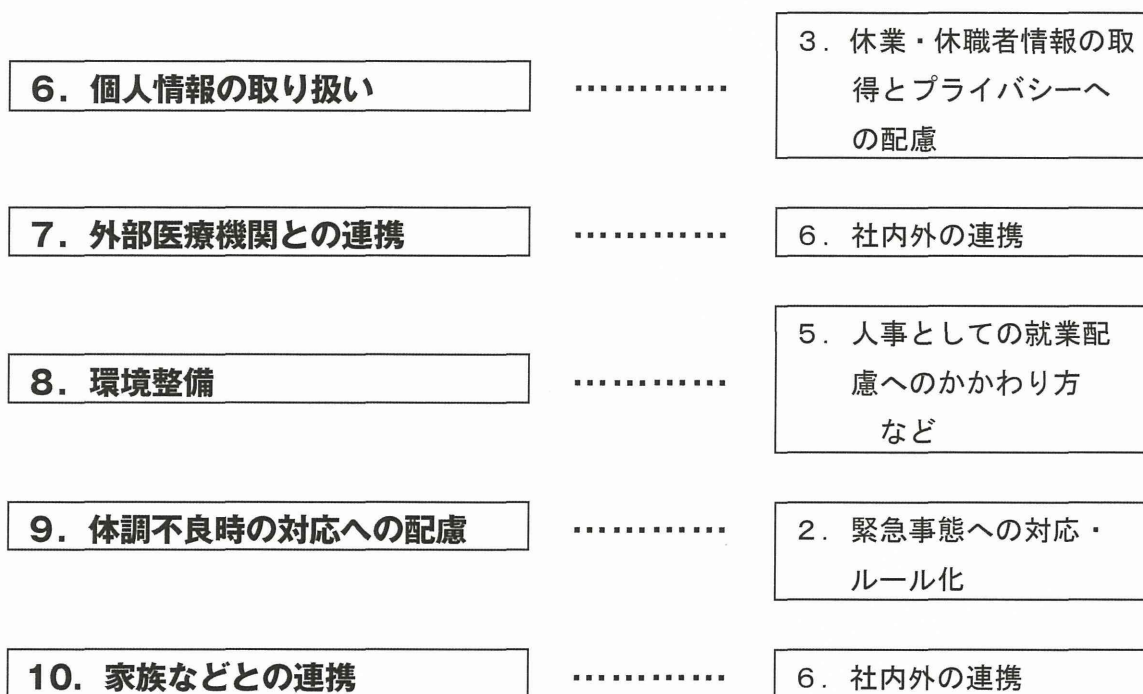 6．個人情報の取り扱い
…………
3．休業・休職者情報の取
得とプライバシーへ
の配慮
7．外部医療機関との連携
…………
6．社内外の連携
8．環境整備
…………
5．人事としての就業配
慮へのかかわり方
など
9．体調不良時の対応への配慮
…………
2．緊急事態への対応・
ルール化
10．家族などとの連携
…………
6．社内外の連携